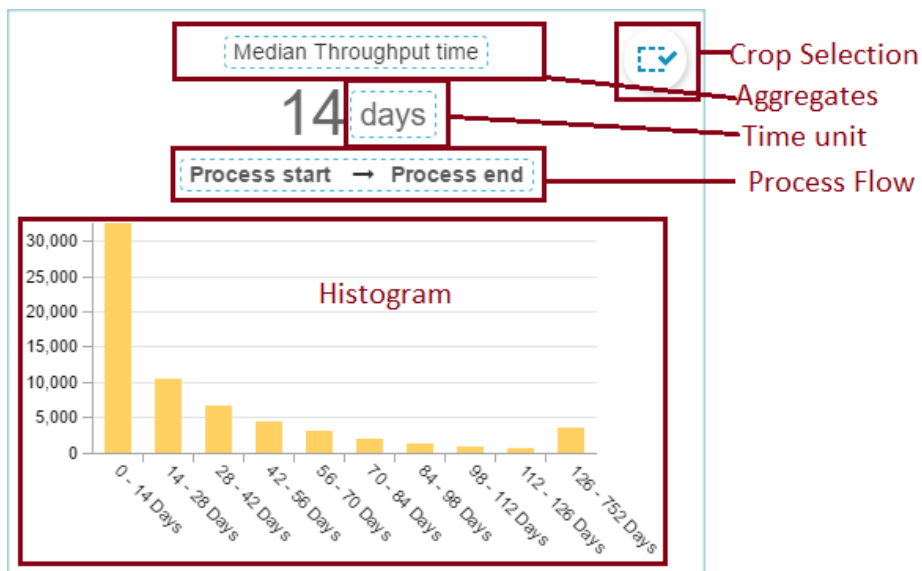 Median Throughput time
Crop Selection
Aggregates
14 days
Time unit
Process start → Process end
Process Flow
Histogram
30,000
25,000
20,000
15,000
10,000
5,000
0
0 - 14 Days
14 - 28 Days
28 - 42 Days
42 - 56 Days
56 - 70 Days
70 - 84 Days
84 - 98 Days
98 - 112 Days
112 - 126 Days
126 - 752 Days